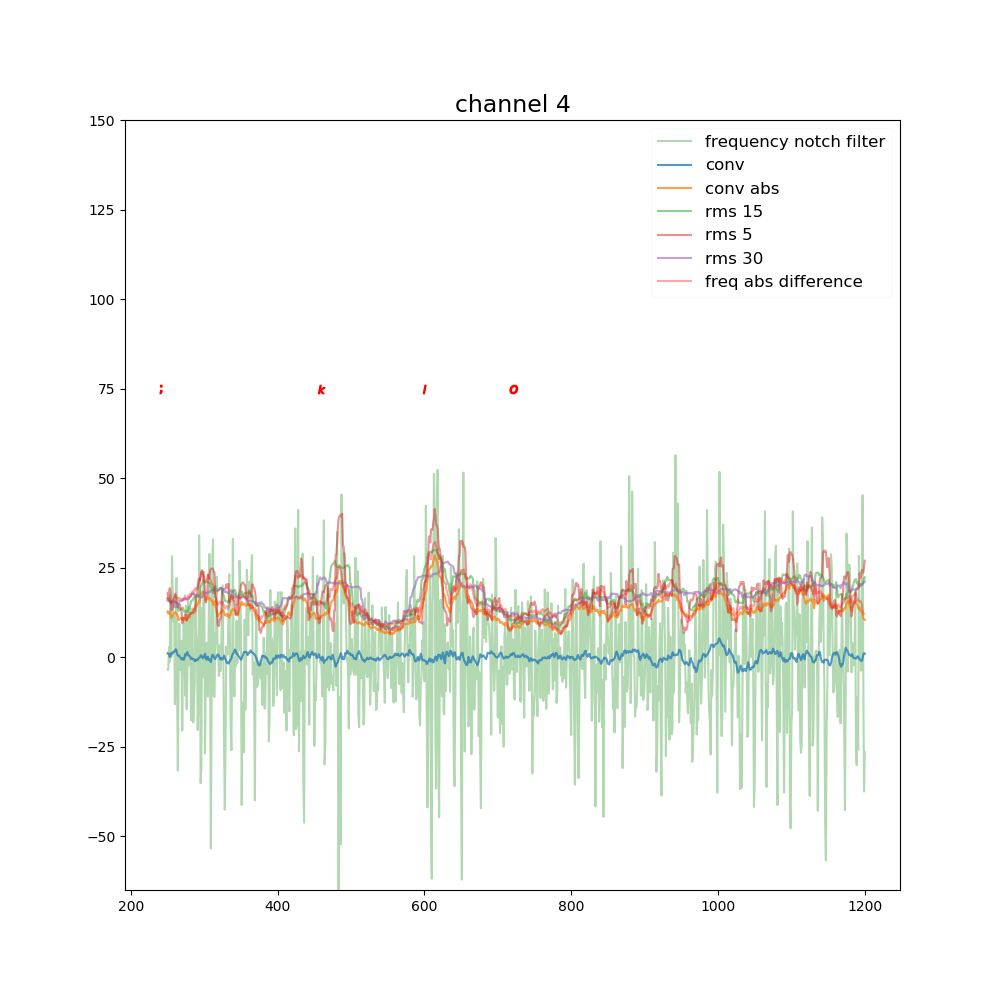 channel 4
150
frequency notch filter
conv
conv abs
rms 15
rms 5
rms 30
freq abs difference
125
100
75
; k l o
50
25
0
−25
−50
200 400 600 800 1000 1200